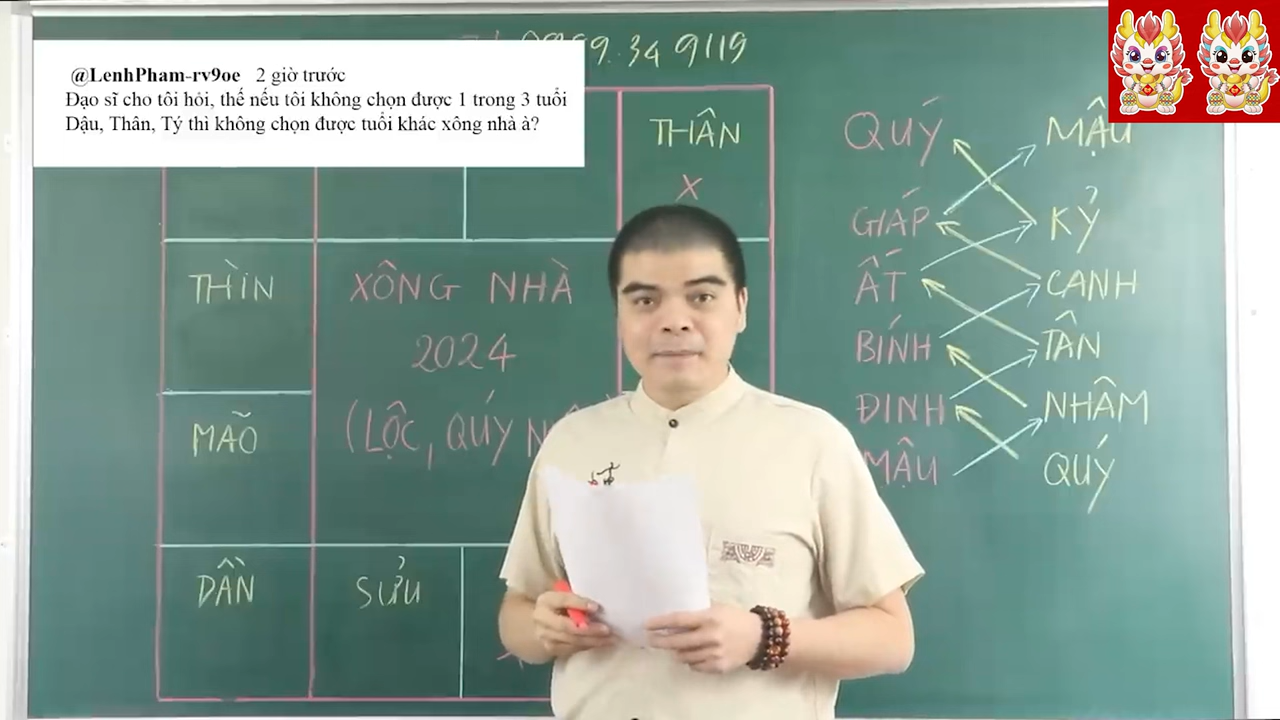 349119
@LenhPham-rv9oe 2 giờ trước
Đạo sĩ cho tôi hỏi, thế nếu tôi không chọn được 1 trong 3 tuổi
Dậu, Thân, Tý thì không chọn được tuổi khác xông nhà à?
THÂN
X
THÌN
XÔNG NHÀ
2024
(LỘC, QUÝ
MÃO
DẦN
SỬU
QUÝ
MẬU
GIÁP
KỶ
ẤT
CANH
BÍNH
TÂN
ĐINH
NHÂM
MẬU
QUÝ